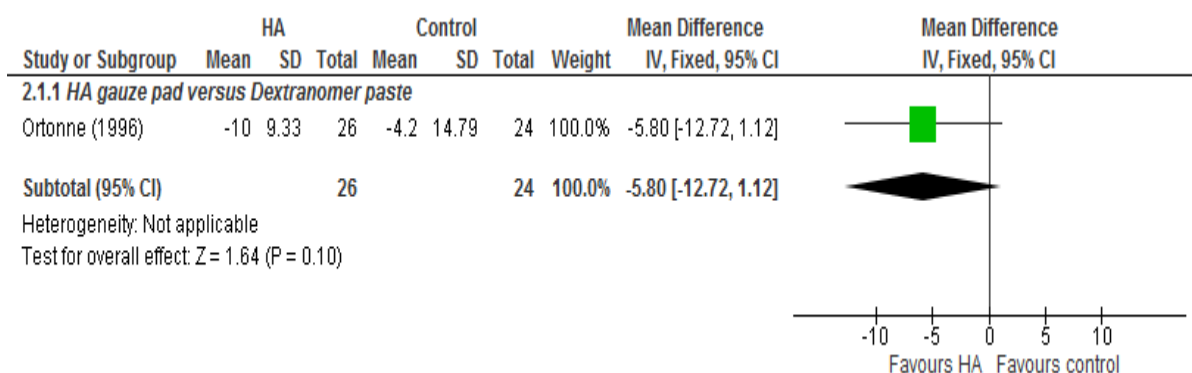 HA Control Mean Difference Mean Difference
Study or Subgroup Mean SD Total Mean SD Total Weight IV, Fixed, 95% CI IV, Fixed, 95% CI
2.1.1 HA gauze pad versus Dextranomer paste
Ortonne (1996) -10 9.33 26 -4.2 14.79 24 100.0% -5.80 [-12.72, 1.12]
Subtotal (95% CI) 26 24 100.0% -5.80 [-12.72, 1.12]
Heterogeneity: Not applicable
Test for overall effect: Z = 1.64 (P = 0.10)
-10 -5 0 5 10
Favours HA Favours control